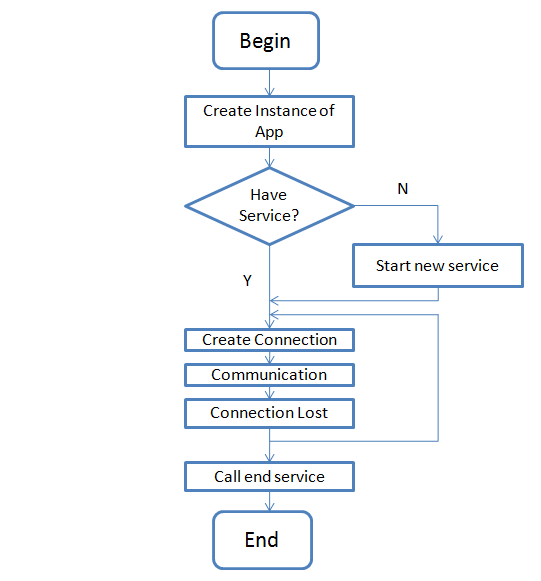 Begin
Create Instance of
App
Have
Service?
N
Start new service
Y
Create Connection
Communication
Connection Lost
Call end service
End